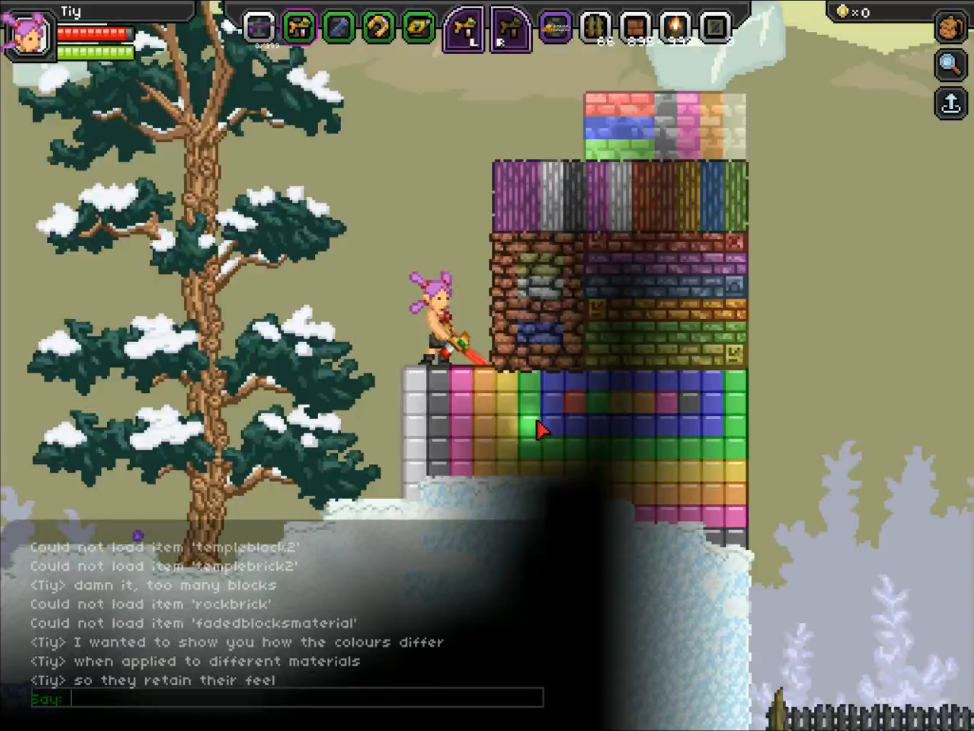 Tiy
x0
L
R
Could not load item 'templeblock2'
Could not load item 'templebrick2'
<Tiy> damn it, too many blocks
Could not load item 'rockbrick'
Could not load item 'fadedblocksmaterial'
<Tiy> I wanted to show you how the colours differ
<Tiy> when applied to different materials
<Tiy> so they retain their feel
Say: